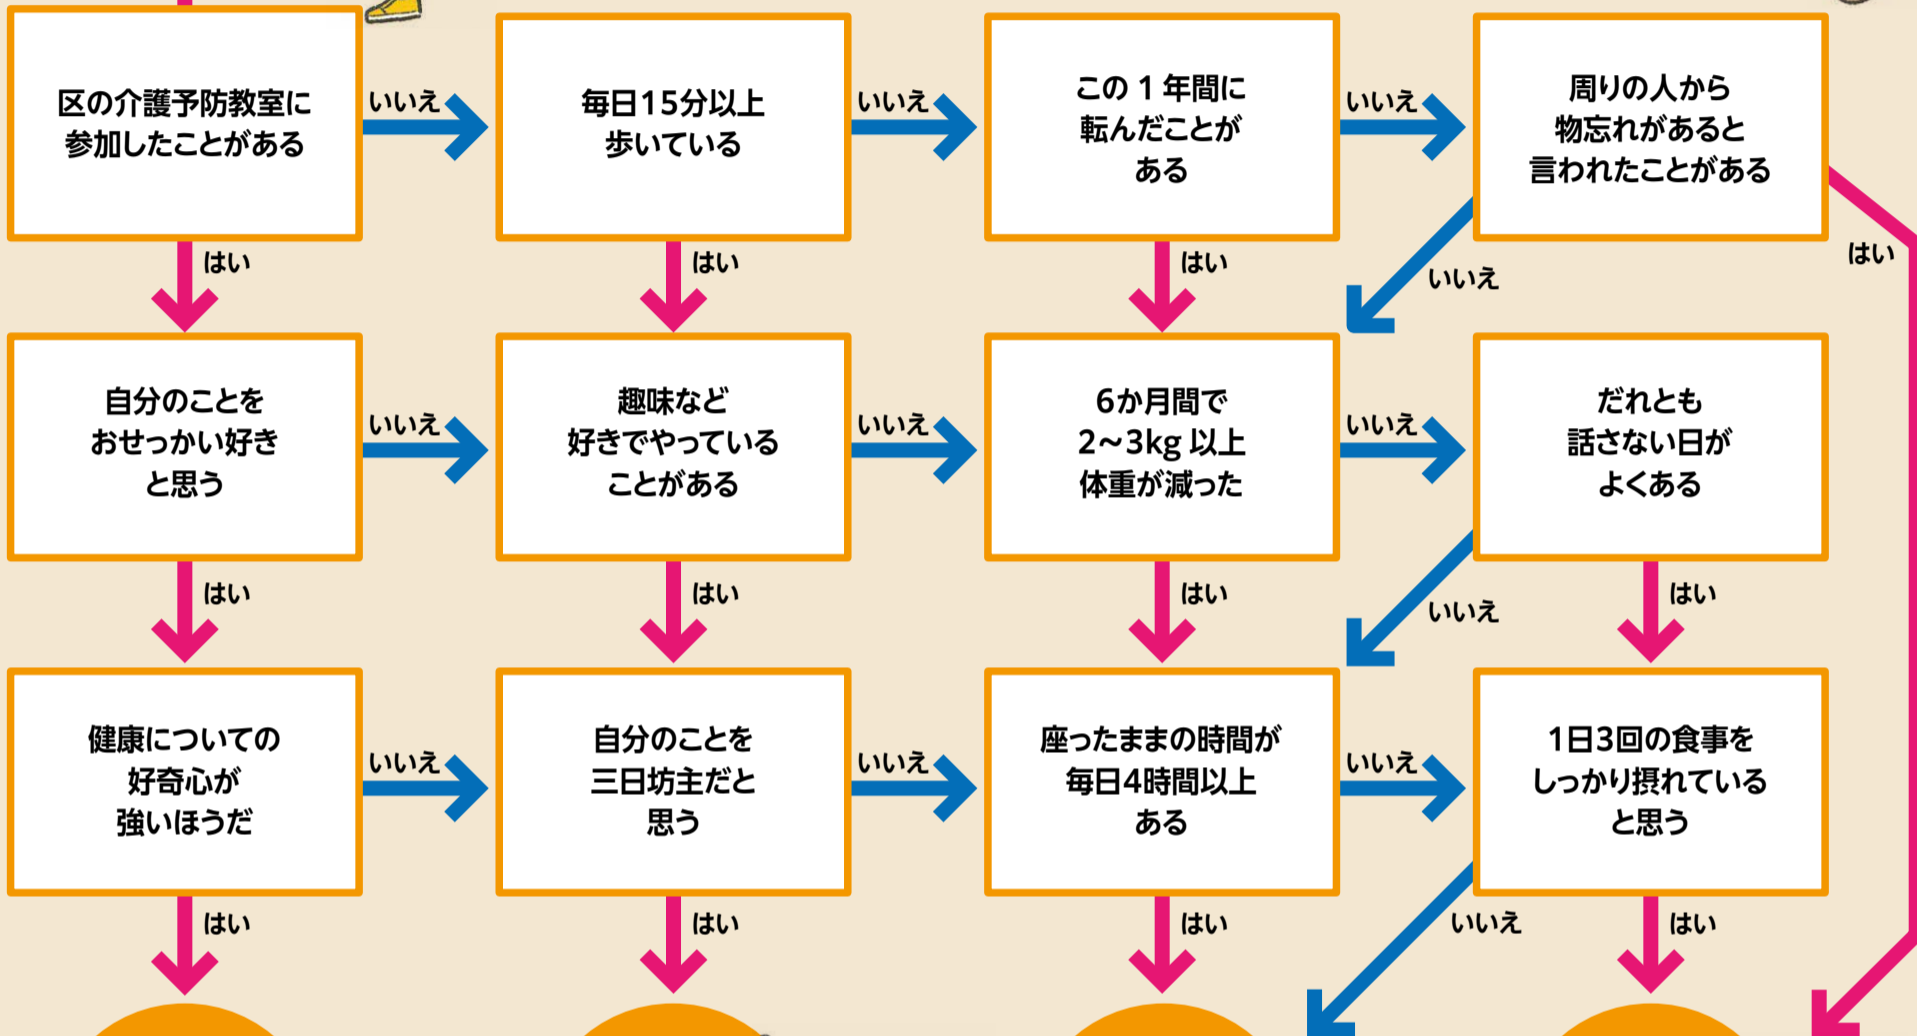 区の介護予防教室に
参加したことがある
いいえ
毎日15分以上
歩いている
いいえ
この1年間に
転んだことが
ある
いいえ
周りの人から
物忘れがあると
言われたことがある
はい
はい
はい
いいえ
はい
自分のことを
おせっかい好き
と思う
いいえ
趣味など
好きでやっている
ことがある
いいえ
6か月間で
2〜3kg 以上
体重が減った
いいえ
だれとも
話さない日が
よくある
はい
はい
はい
いいえ
はい
健康についての
好奇心が
強いほうだ
いいえ
自分のことを
三日坊主だと
思う
いいえ
座ったままの時間が
毎日4時間以上
ある
いいえ
1日3回の食事を
しっかり摂れている
と思う
はい
はい
はい
いいえ
はい